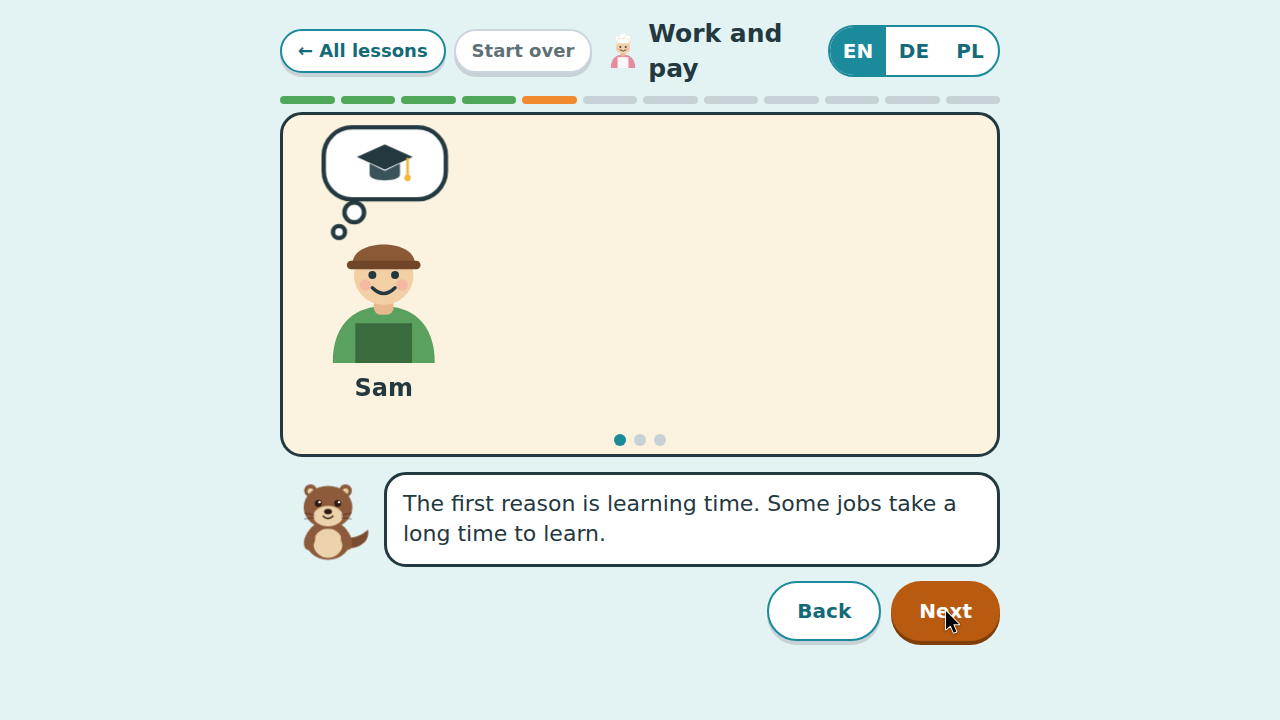 ← All lessons
Start over
Work and
pay
EN DE PL
Sam
The first reason is learning time. Some jobs take a
long time to learn.
Back
Next